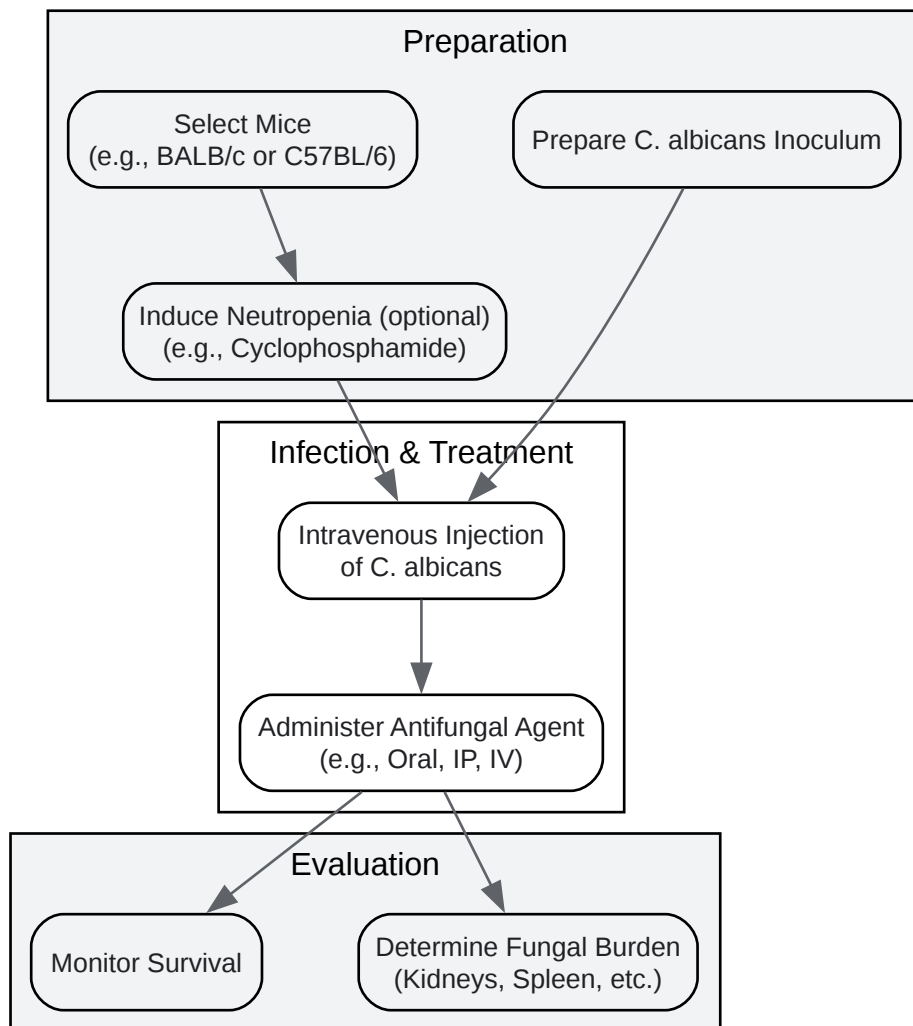 Preparation
Select Mice
(e.g., BALB/c or C57BL/6)
Prepare C. albicans Inoculum
Induce Neutropenia (optional)
(e.g., Cyclophosphamide)
Infection & Treatment
Intravenous Injection
of C. albicans
Administer Antifungal Agent
(e.g., Oral, IP, IV)
Evaluation
Monitor Survival
Determine Fungal Burden
(Kidneys, Spleen, etc.)